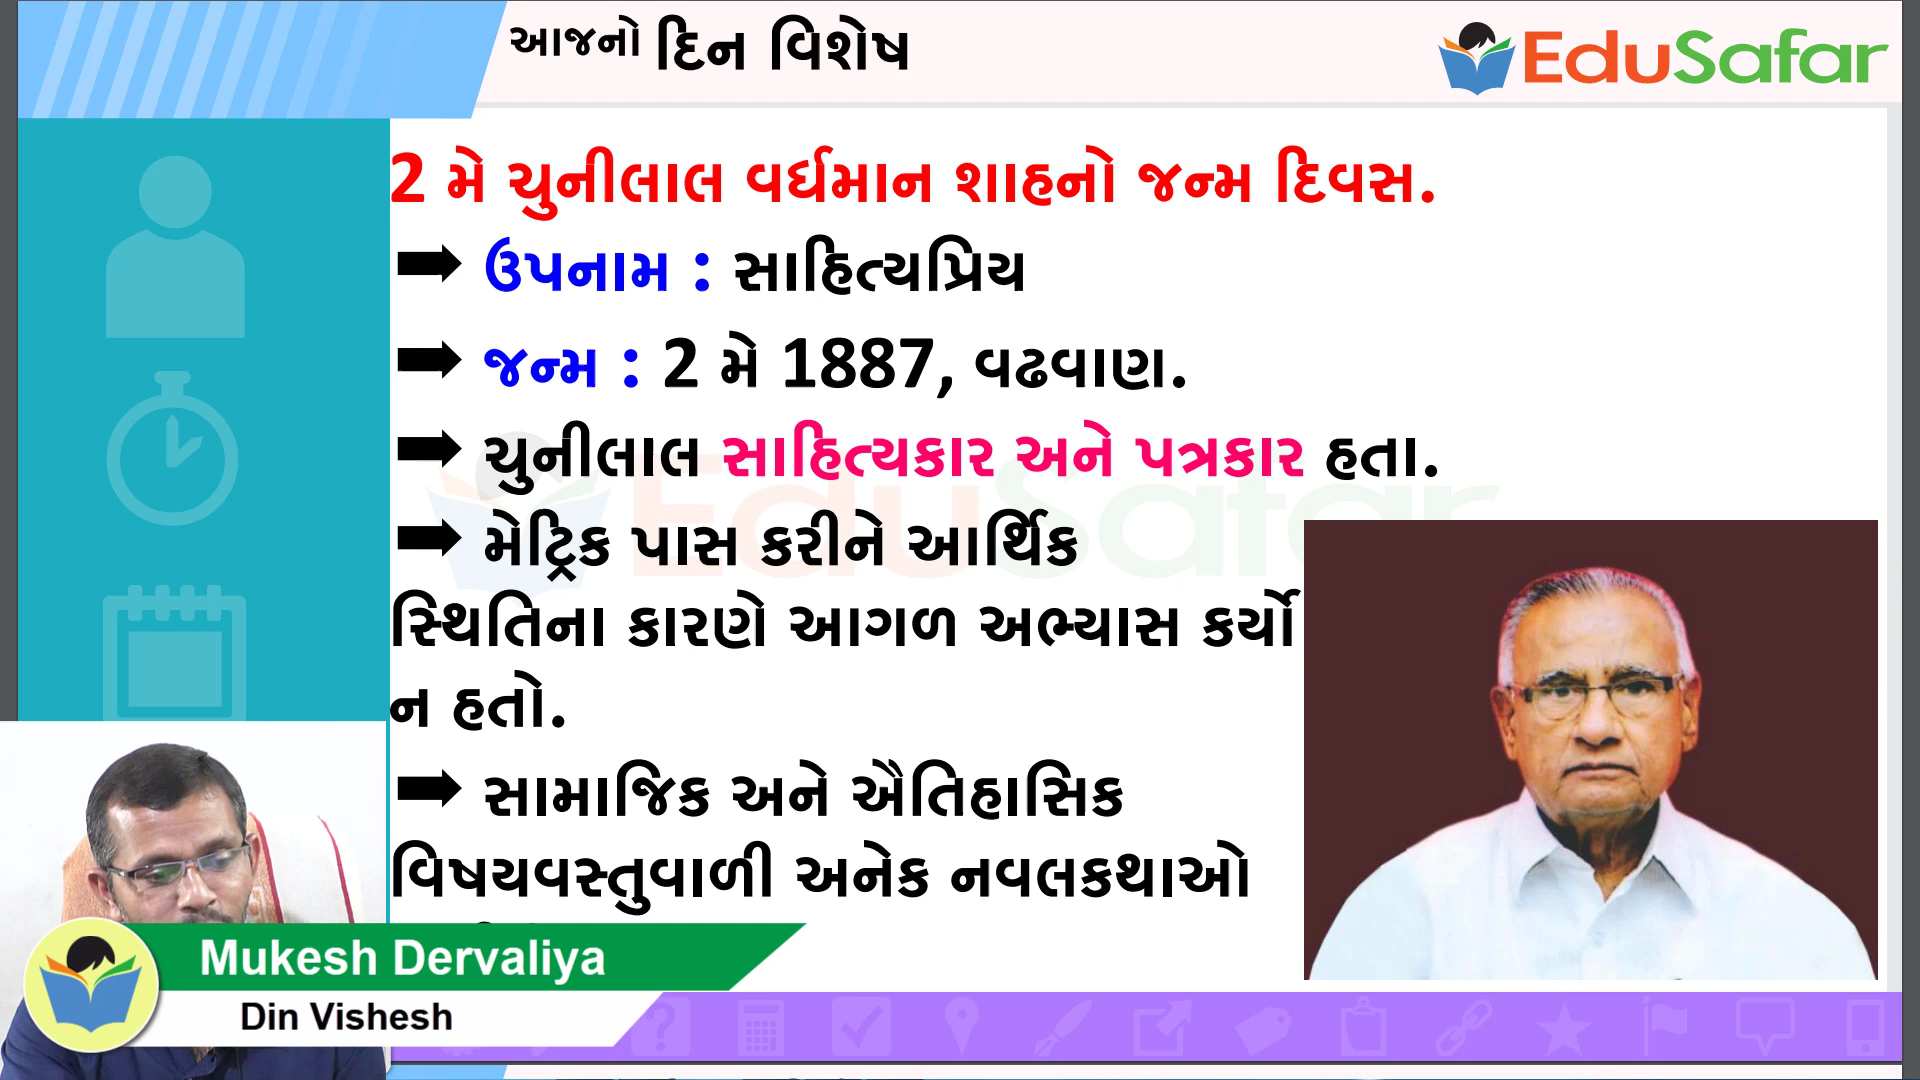 આજનો દિન વિશેષ
EduSafar
2 મે ચુનીલાલ વર્ધમાન શાહનો જન્મ દિવસ.
➡ ઉપનામ : સાહિત્યપ્રિય
➡ જન્મ : 2 મે 1887, વઢવાણ.
➡ ચુનીલાલ સાહિત્યકાર અને પત્રકાર હતા.
➡ મેટ્રિક પાસ કરીને આર્થિક
સ્થિતિના કારણે આગળ અભ્યાસ કર્યો
ન હતો.
➡ સામાજિક અને ઐતિહાસિક
વિષયવસ્તુવાળી અનેક નવલકથાઓ
Mukesh Dervaliya
Din Vishesh
EduSafar